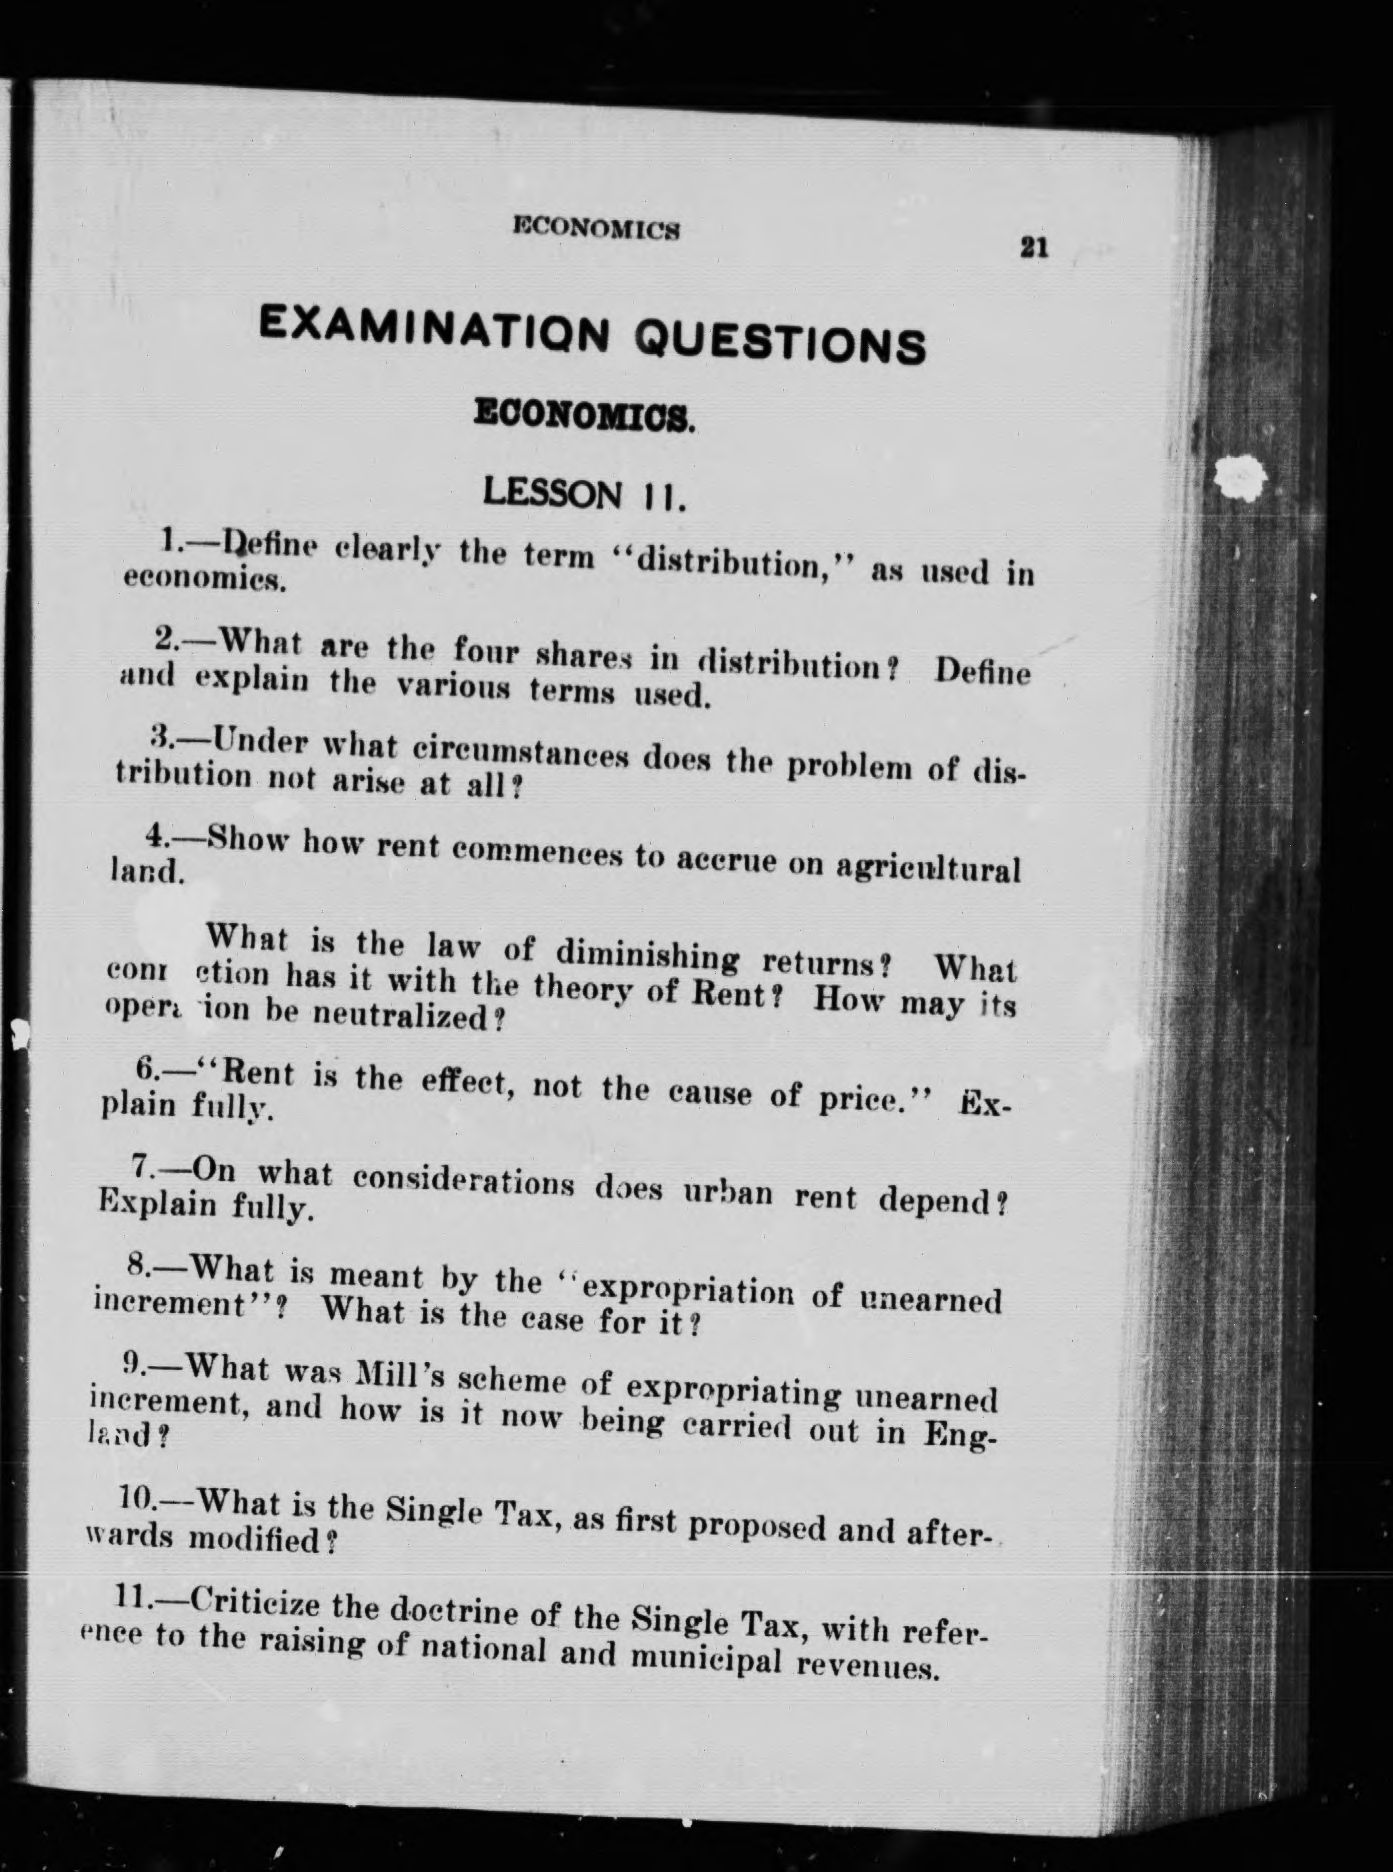 ECONOMICS
21
EXAMINATION QUESTIONS
ECONOMICS.
LESSON 11.
1.—Define clearly the term “distribution,” as used in
economics.
2.—What are the four shares in distribution? Define
and explain the various terms used.
3.—Under what circumstances does the problem of dis-
tribution not arise at all?
4.—Show how rent commences to accrue on agricultural
land.
What is the law of diminishing returns? What
has it with the theory of Rent? How may its
be neutralized?
6.—“Rent is the effect, not the cause of price.” Ex-
plain fully.
7.—On what considerations does urban rent depend?
Explain fully.
8.—What is meant by the “expropriation of unearned
increment”? What is the case for it?
9.—What was Mill’s scheme of expropriating unearned
increment, and how is it now being carried out in Eng-
land?
10.—What is the Single Tax, as first proposed and after-
wards modified?
11.—Criticize the doctrine of the Single Tax, with refer-
ence to the raising of national and municipal revenues.